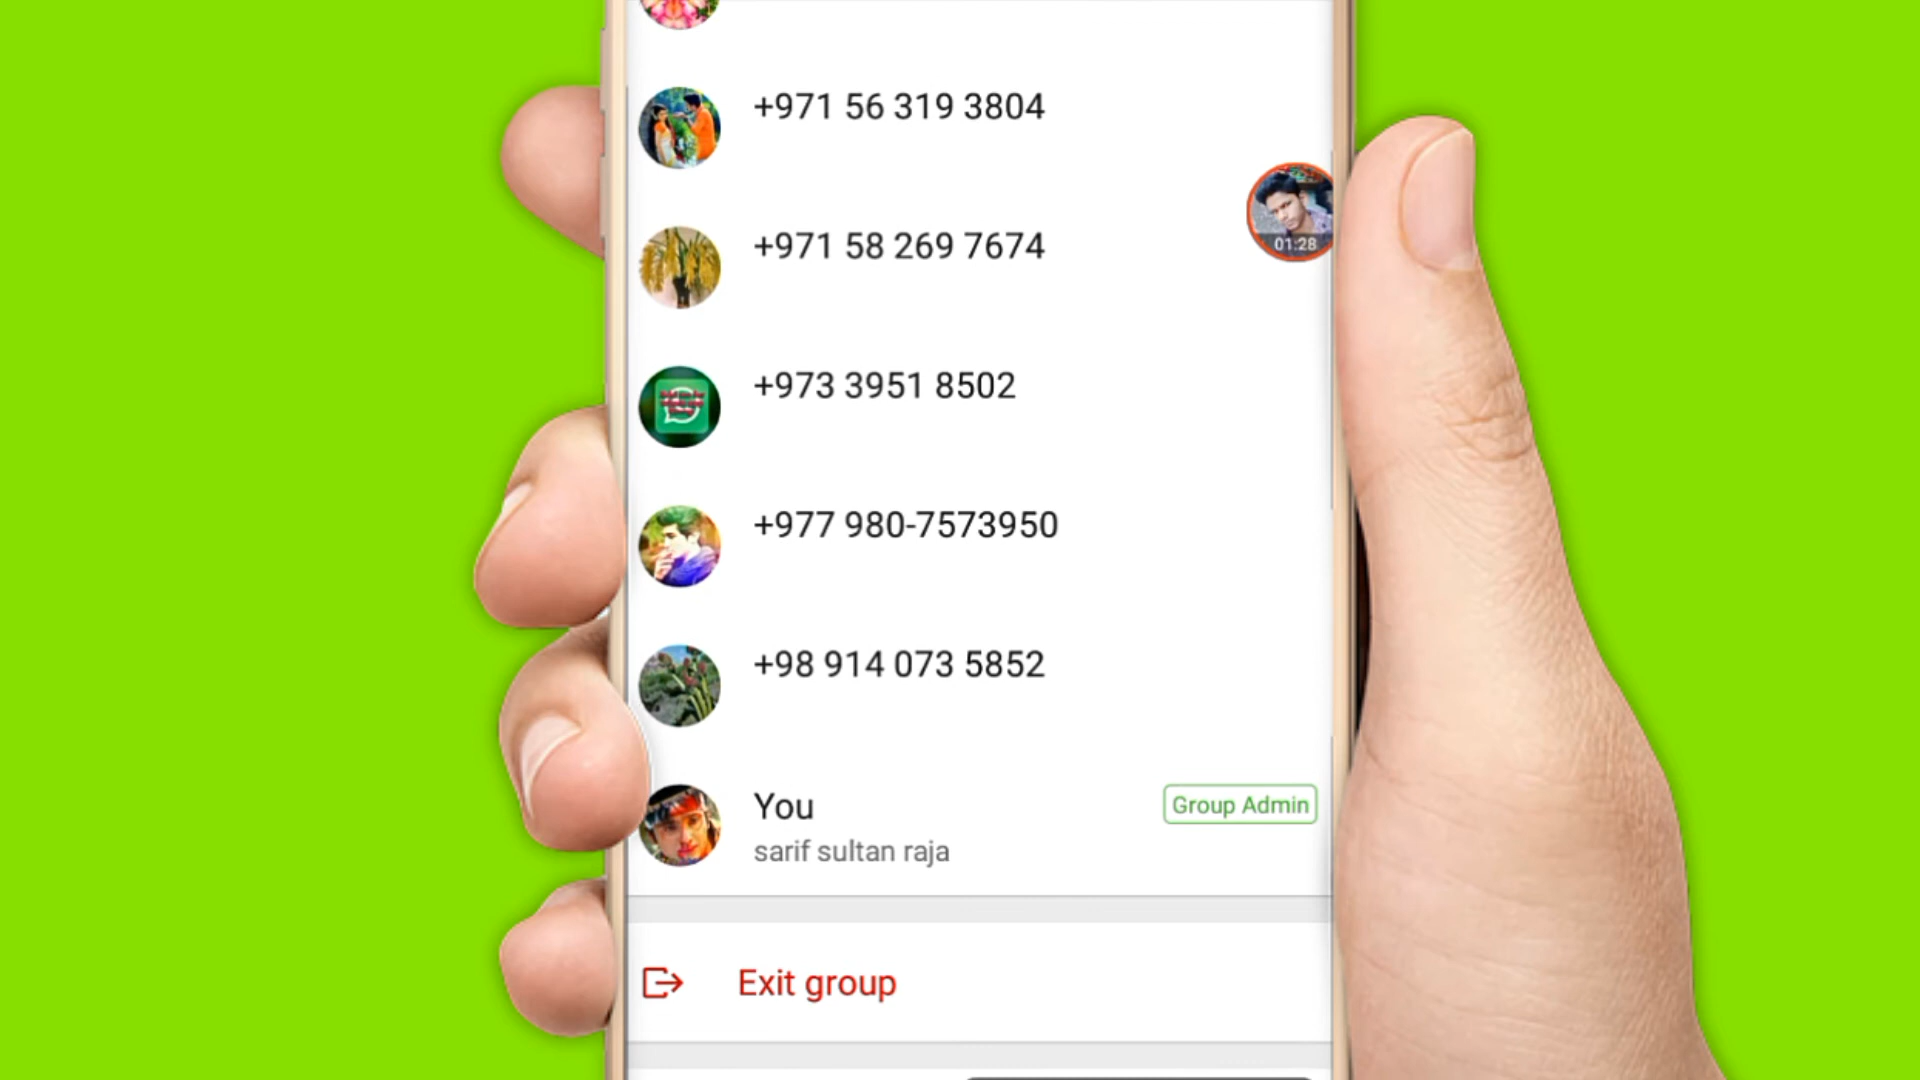 +971 56 319 3804
01:28
+971 58 269 7674
+973 3951 8502
+977 980-7573950
+98 914 073 5852
You
Group Admin
sarif sultan raja
Exit group